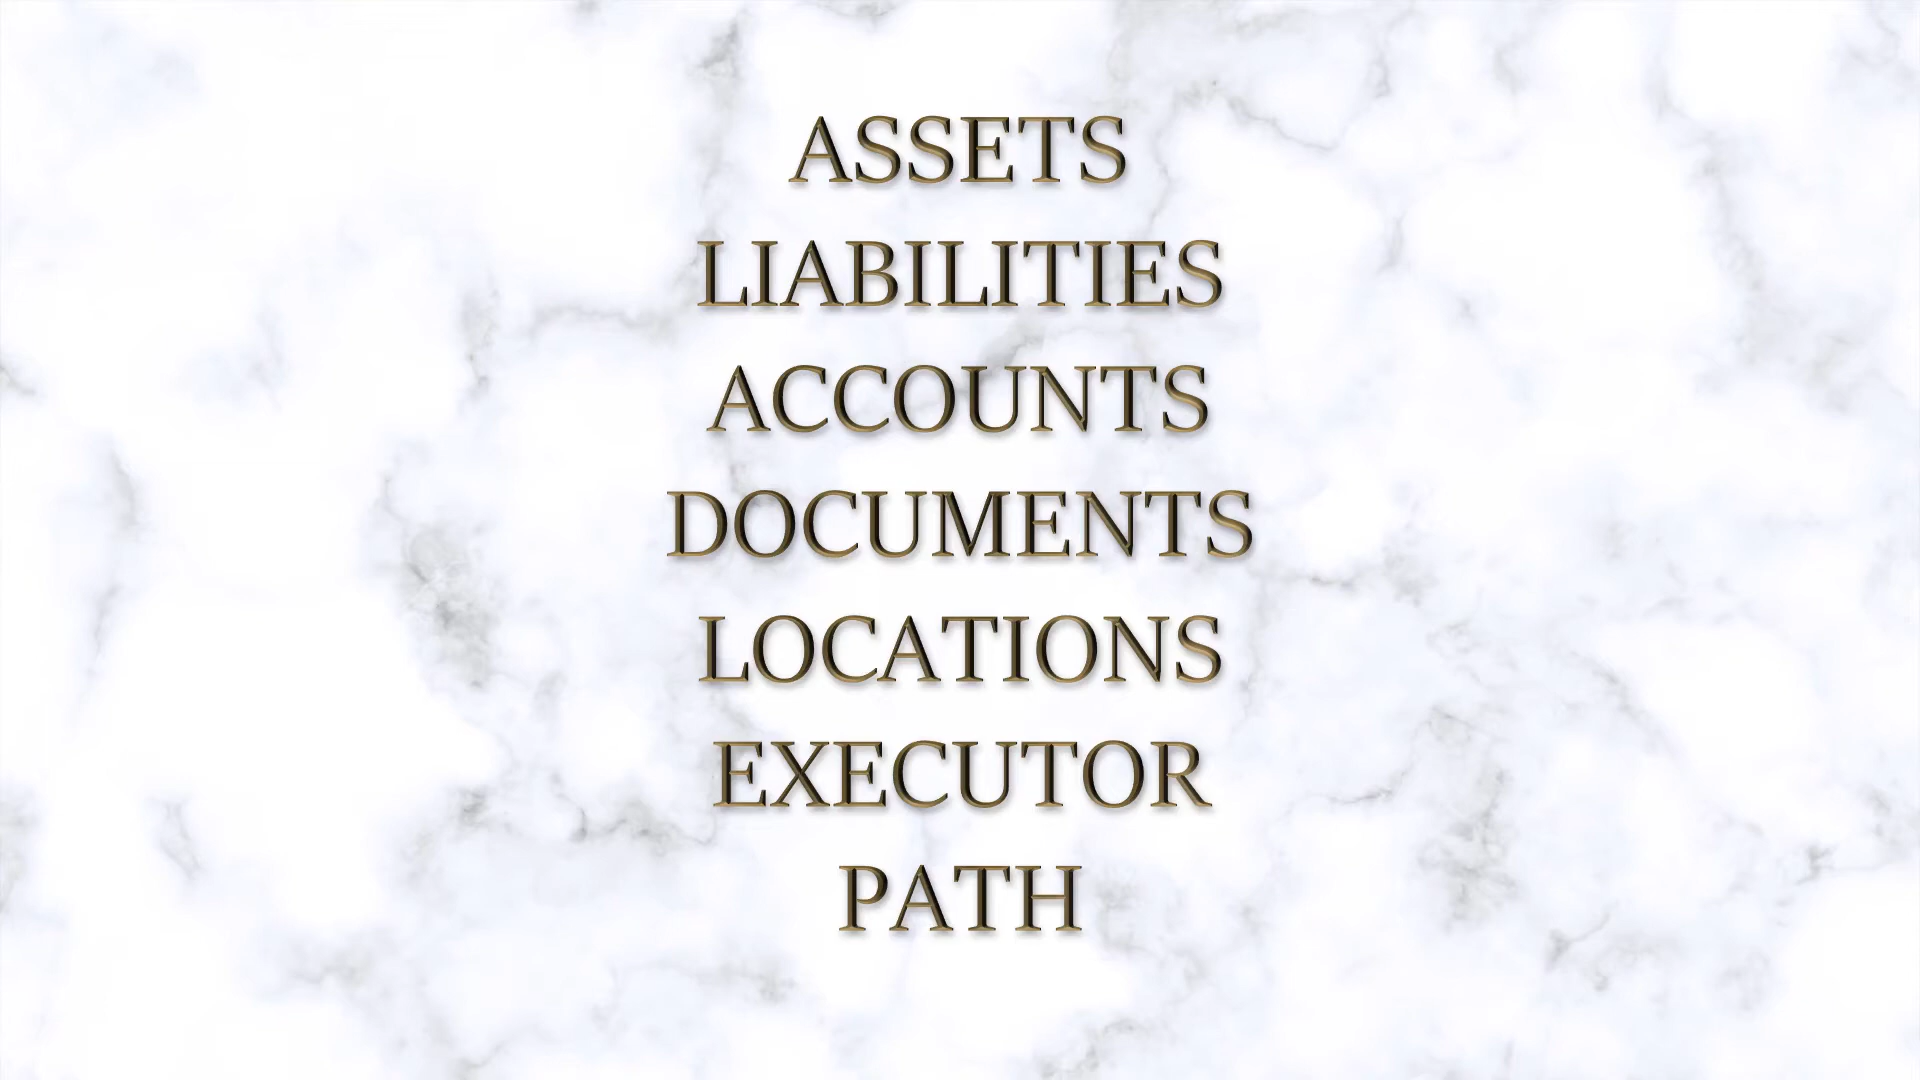 ASSETS
LIABILITIES
ACCOUNTS
DOCUMENTS
LOCATIONS
EXECUTOR
PATH